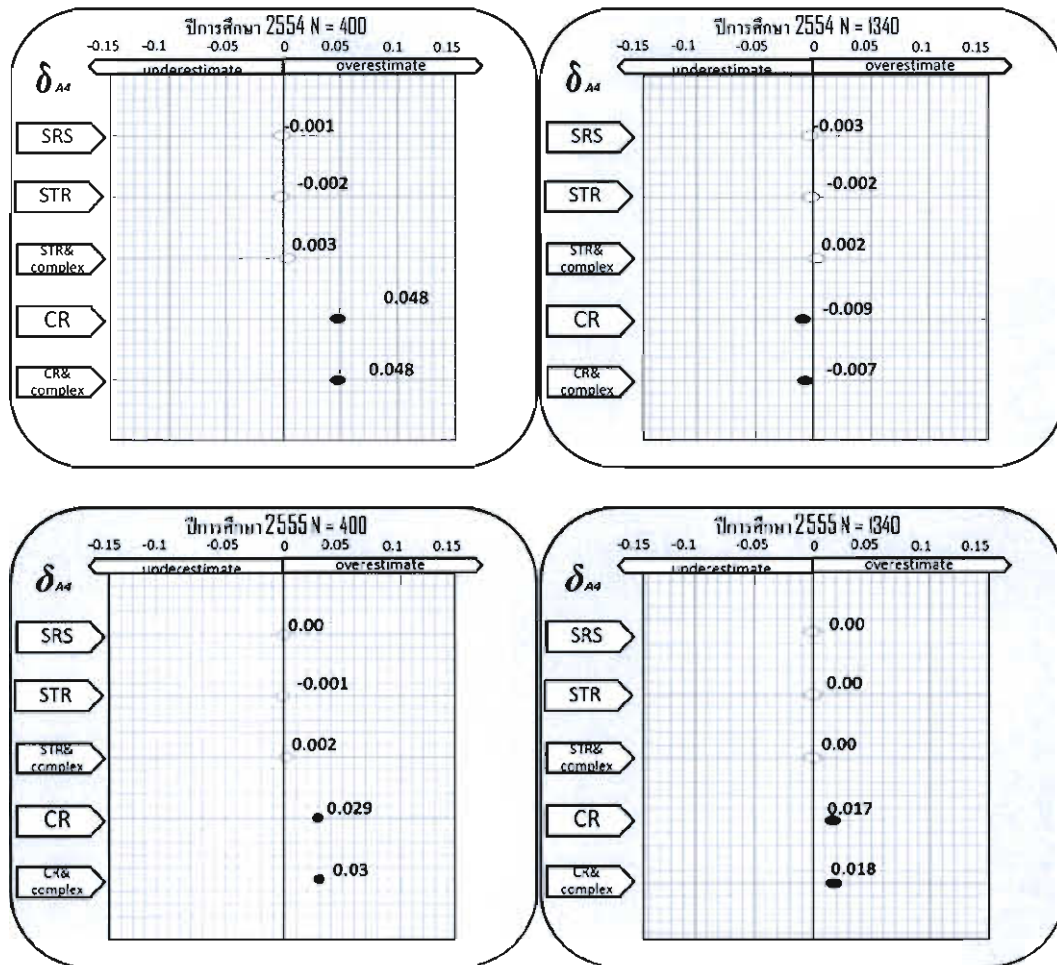 ปีการศึกษา 2554 N = 400
-0.15 -0.1 -0.05 0 0.05 0.1 0.15
underestimate overestimate
δA4
SRS -0.001
STR -0.002
STR& complex 0.003
CR 0.048
CR& complex 0.048
ปีการศึกษา 2554 N = 1340
-0.15 -0.1 -0.05 0 0.05 0.1 0.15
underestimate overestimate
δA4
SRS -0.003
STR -0.002
STR& complex 0.002
CR -0.009
CR& complex -0.007
ปีการศึกษา 2555 N = 400
-0.15 -0.1 -0.05 0 0.05 0.1 0.15
underestimate overestimate
δA4
SRS 0.00
STR -0.001
STR& complex 0.002
CR 0.029
CR& complex 0.03
ปีการศึกษา 2555 N = 1340
-0.15 -0.1 -0.05 0 0.05 0.1 0.15
underestimate overestimate
δA4
SRS 0.00
STR 0.00
STR& complex 0.00
CR 0.017
CR& complex 0.018